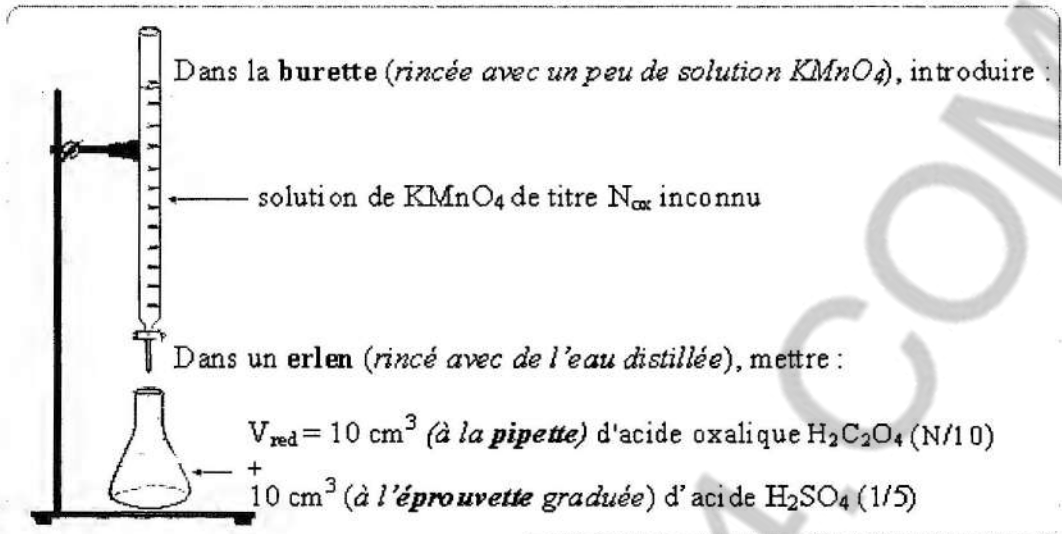 Dans la burette (rincée avec un peu de solution KMnO₄), introduire :
solution de KMnO₄ de titre Nₒₓ inconnu
Dans un erlen (rincé avec de l'eau distillée), mettre :
V_red = 10 cm³ (à la pipette) d'acide oxalique H₂C₂O₄ (N/10)
+
10 cm³ (à l'éprouvette graduée) d'acide H₂SO₄ (1/5)